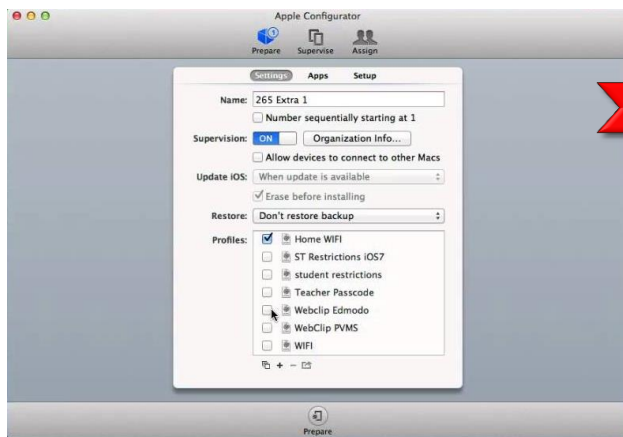 Apple Configurator
1
Prepare Supervise Assign
Settings Apps Setup
Name: 265 Extra 1
Number sequentially starting at 1
Supervision: ON Organization Info...
Allow devices to connect to other Macs
Update iOS: When update is available
Erase before installing
Restore: Don't restore backup
Profiles: Home WIFI
ST Restrictions iOS7
student restrictions
Teacher Passcode
Webclip Edmodo
WebClip PVMS
WIFI
Prepare